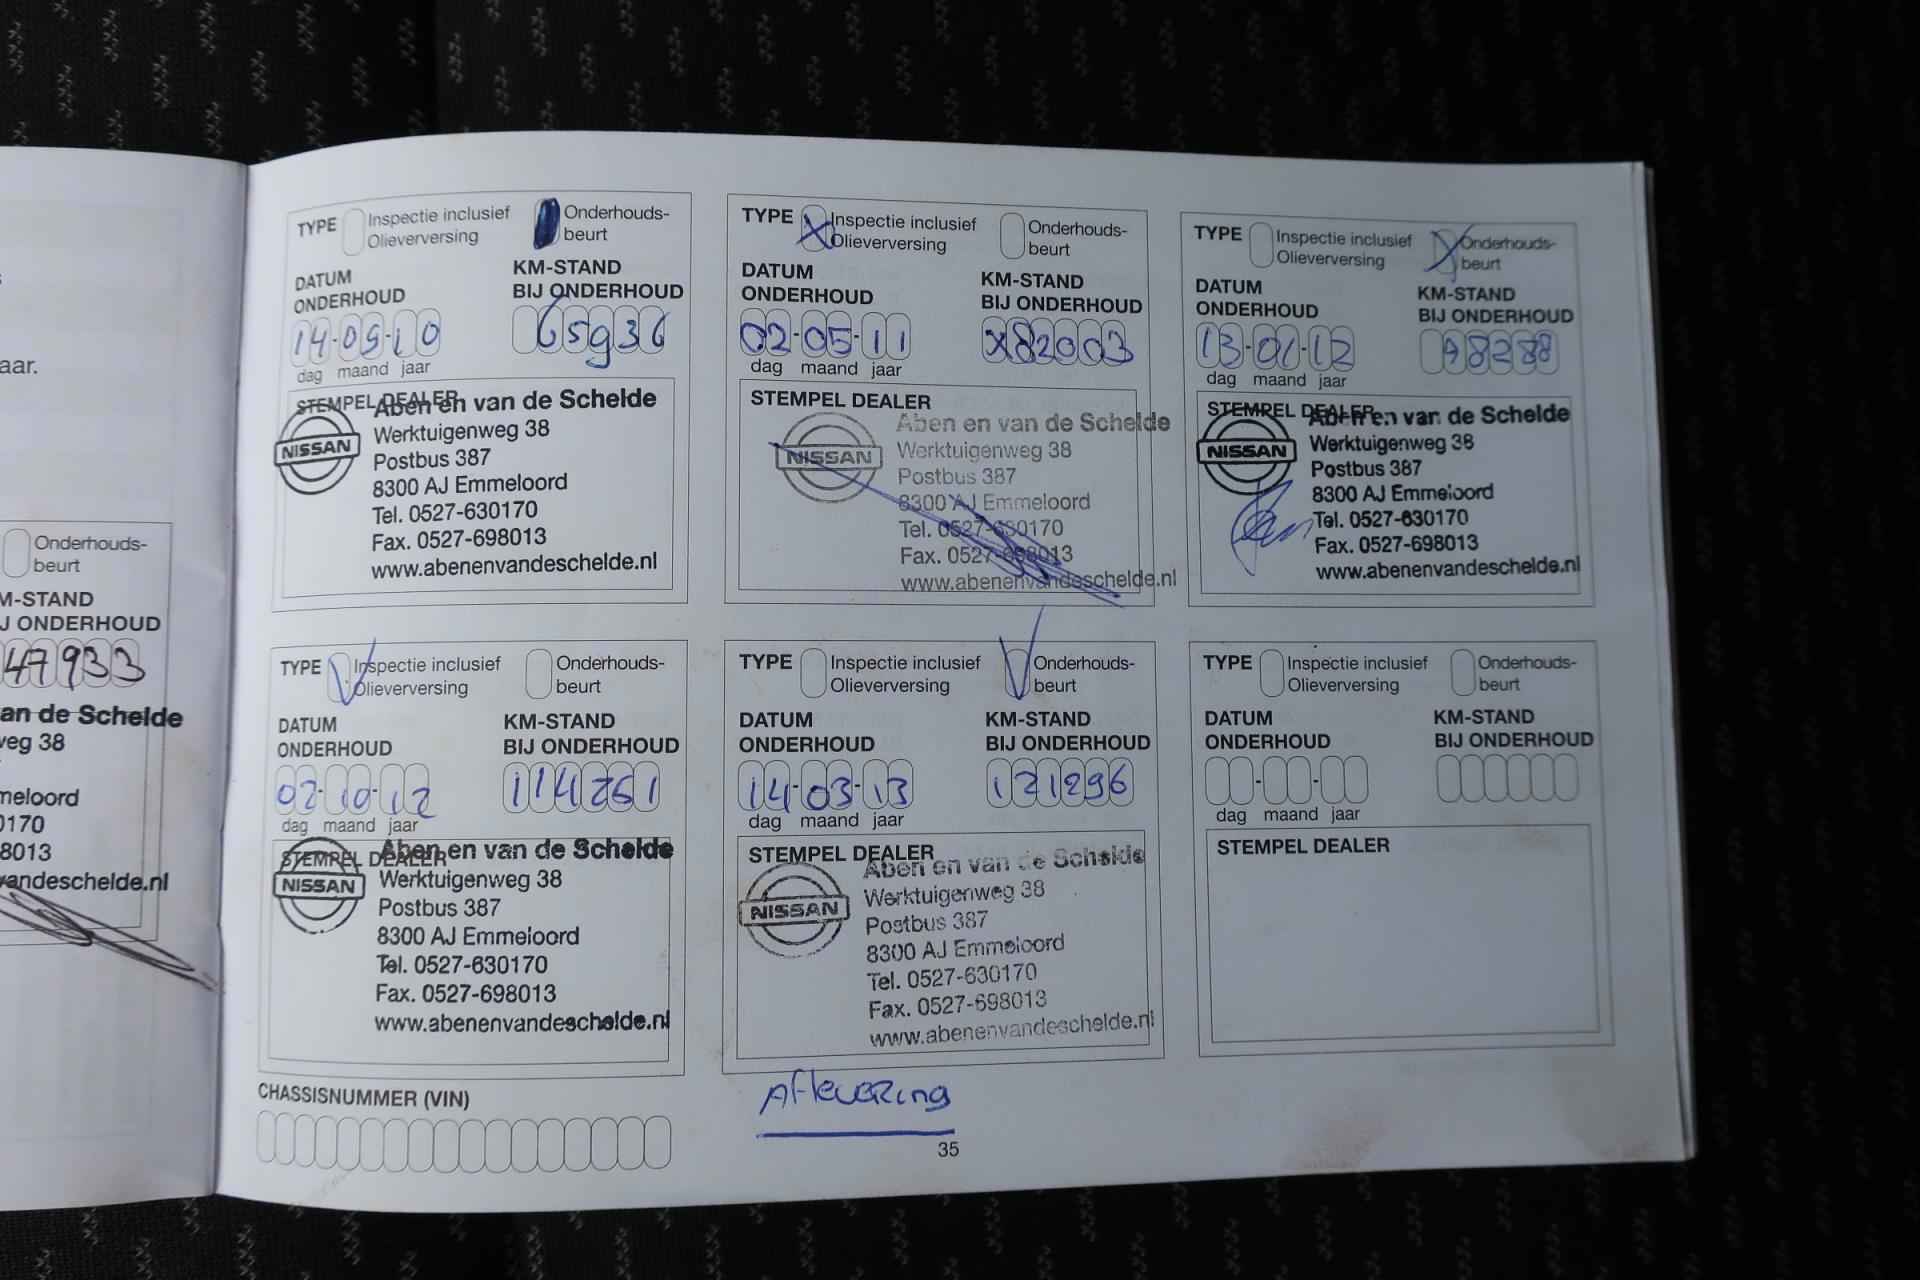 aar.
Onderhouds-
beurt
M-STAND
J ONDERHOUD
47933
an de Schelde
weg 38
meloord
0170
8013
vandeschelde.nl
TYPE Inspectie inclusief Olieverversing Onderhouds-
beurt
DATUM
ONDERHOUD
KM-STAND
BIJ ONDERHOUD
14-09-10 65936
dag maand jaar
STEMPEL DEALER
NISSAN
Aben en van de Schelde
Werktuigenweg 38
Postbus 387
8300 AJ Emmeloord
Tel. 0527-630170
Fax. 0527-698013
www.abenenvandeschelde.nl
TYPE X Inspectie inclusief Olieverversing Onderhouds-
beurt
DATUM
ONDERHOUD
KM-STAND
BIJ ONDERHOUD
02-05-11 x82003
dag maand jaar
STEMPEL DEALER
NISSAN
Aben en van de Schelde
Werktuigenweg 38
Postbus 387
8300 AJ Emmeloord
Tel. 0527-630170
Fax. 0527-698013
www.abenenvandeschelde.nl
TYPE Inspectie inclusief Olieverversing X Onderhouds-
beurt
DATUM
ONDERHOUD
KM-STAND
BIJ ONDERHOUD
13-01-12 98288
dag maand jaar
STEMPEL DEALER
NISSAN
Aben en van de Schelde
Werktuigenweg 38
Postbus 387
8300 AJ Emmeloord
Tel. 0527-630170
Fax. 0527-698013
www.abenenvandeschelde.nl
TYPE Inspectie inclusief Olieverversing Onderhouds-
beurt
DATUM
ONDERHOUD
KM-STAND
BIJ ONDERHOUD
02-10-12 114261
dag maand jaar
STEMPEL DEALER
NISSAN
Aben en van de Schelde
Werktuigenweg 38
Postbus 387
8300 AJ Emmeloord
Tel. 0527-630170
Fax. 0527-698013
www.abenenvandeschelde.nl
TYPE Inspectie inclusief Olieverversing Onderhouds-
beurt
DATUM
ONDERHOUD
KM-STAND
BIJ ONDERHOUD
14-03-13 121296
dag maand jaar
STEMPEL DEALER
NISSAN
Aben en van de Schelde
Werktuigenweg 38
Postbus 387
8300 AJ Emmeloord
Tel. 0527-630170
Fax. 0527-698013
www.abenenvandeschelde.nl
TYPE Inspectie inclusief Olieverversing Onderhouds-
beurt
DATUM
ONDERHOUD
KM-STAND
BIJ ONDERHOUD
dag maand jaar
STEMPEL DEALER
CHASSISNUMMER (VIN)
Aflevering
35